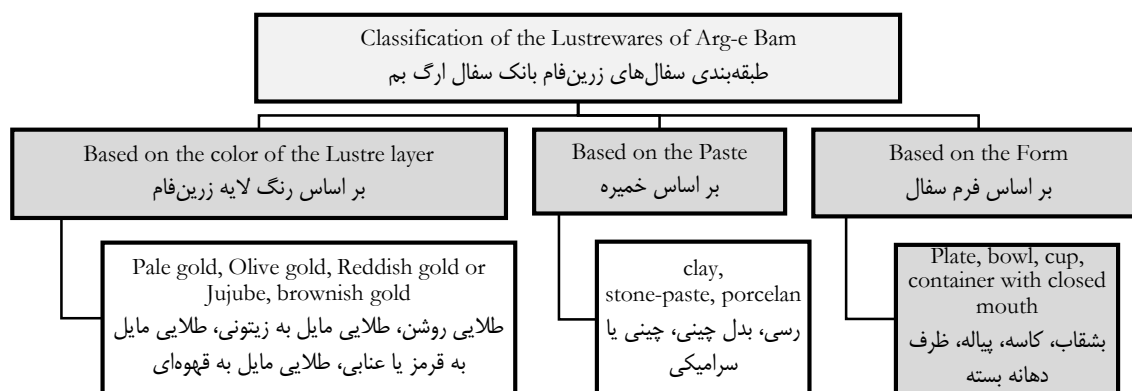 Classification of the Lustrewares of Arg-e Bam
طبقه‌بندی سفال‌های زرین‌فام بانک سفال ارگ بم
Based on the color of the Lustre layer
بر اساس رنگ لایه زرین‌فام
Based on the Paste
بر اساس خمیره
Based on the Form
بر اساس فرم سفال
Pale gold, Olive gold, Reddish gold or
Jujube, brownish gold
طلایی روشن، طلایی مایل به زیتونی، طلایی مایل
به قرمز یا عنابی، طلایی مایل به قهوه‌ای
clay,
stone-paste, porcelan
رسی، بدل چینی، چینی یا
سرامیکی
Plate, bowl, cup,
container with closed
mouth
بشقاب، کاسه، پیاله، ظرف
دهانه بسته